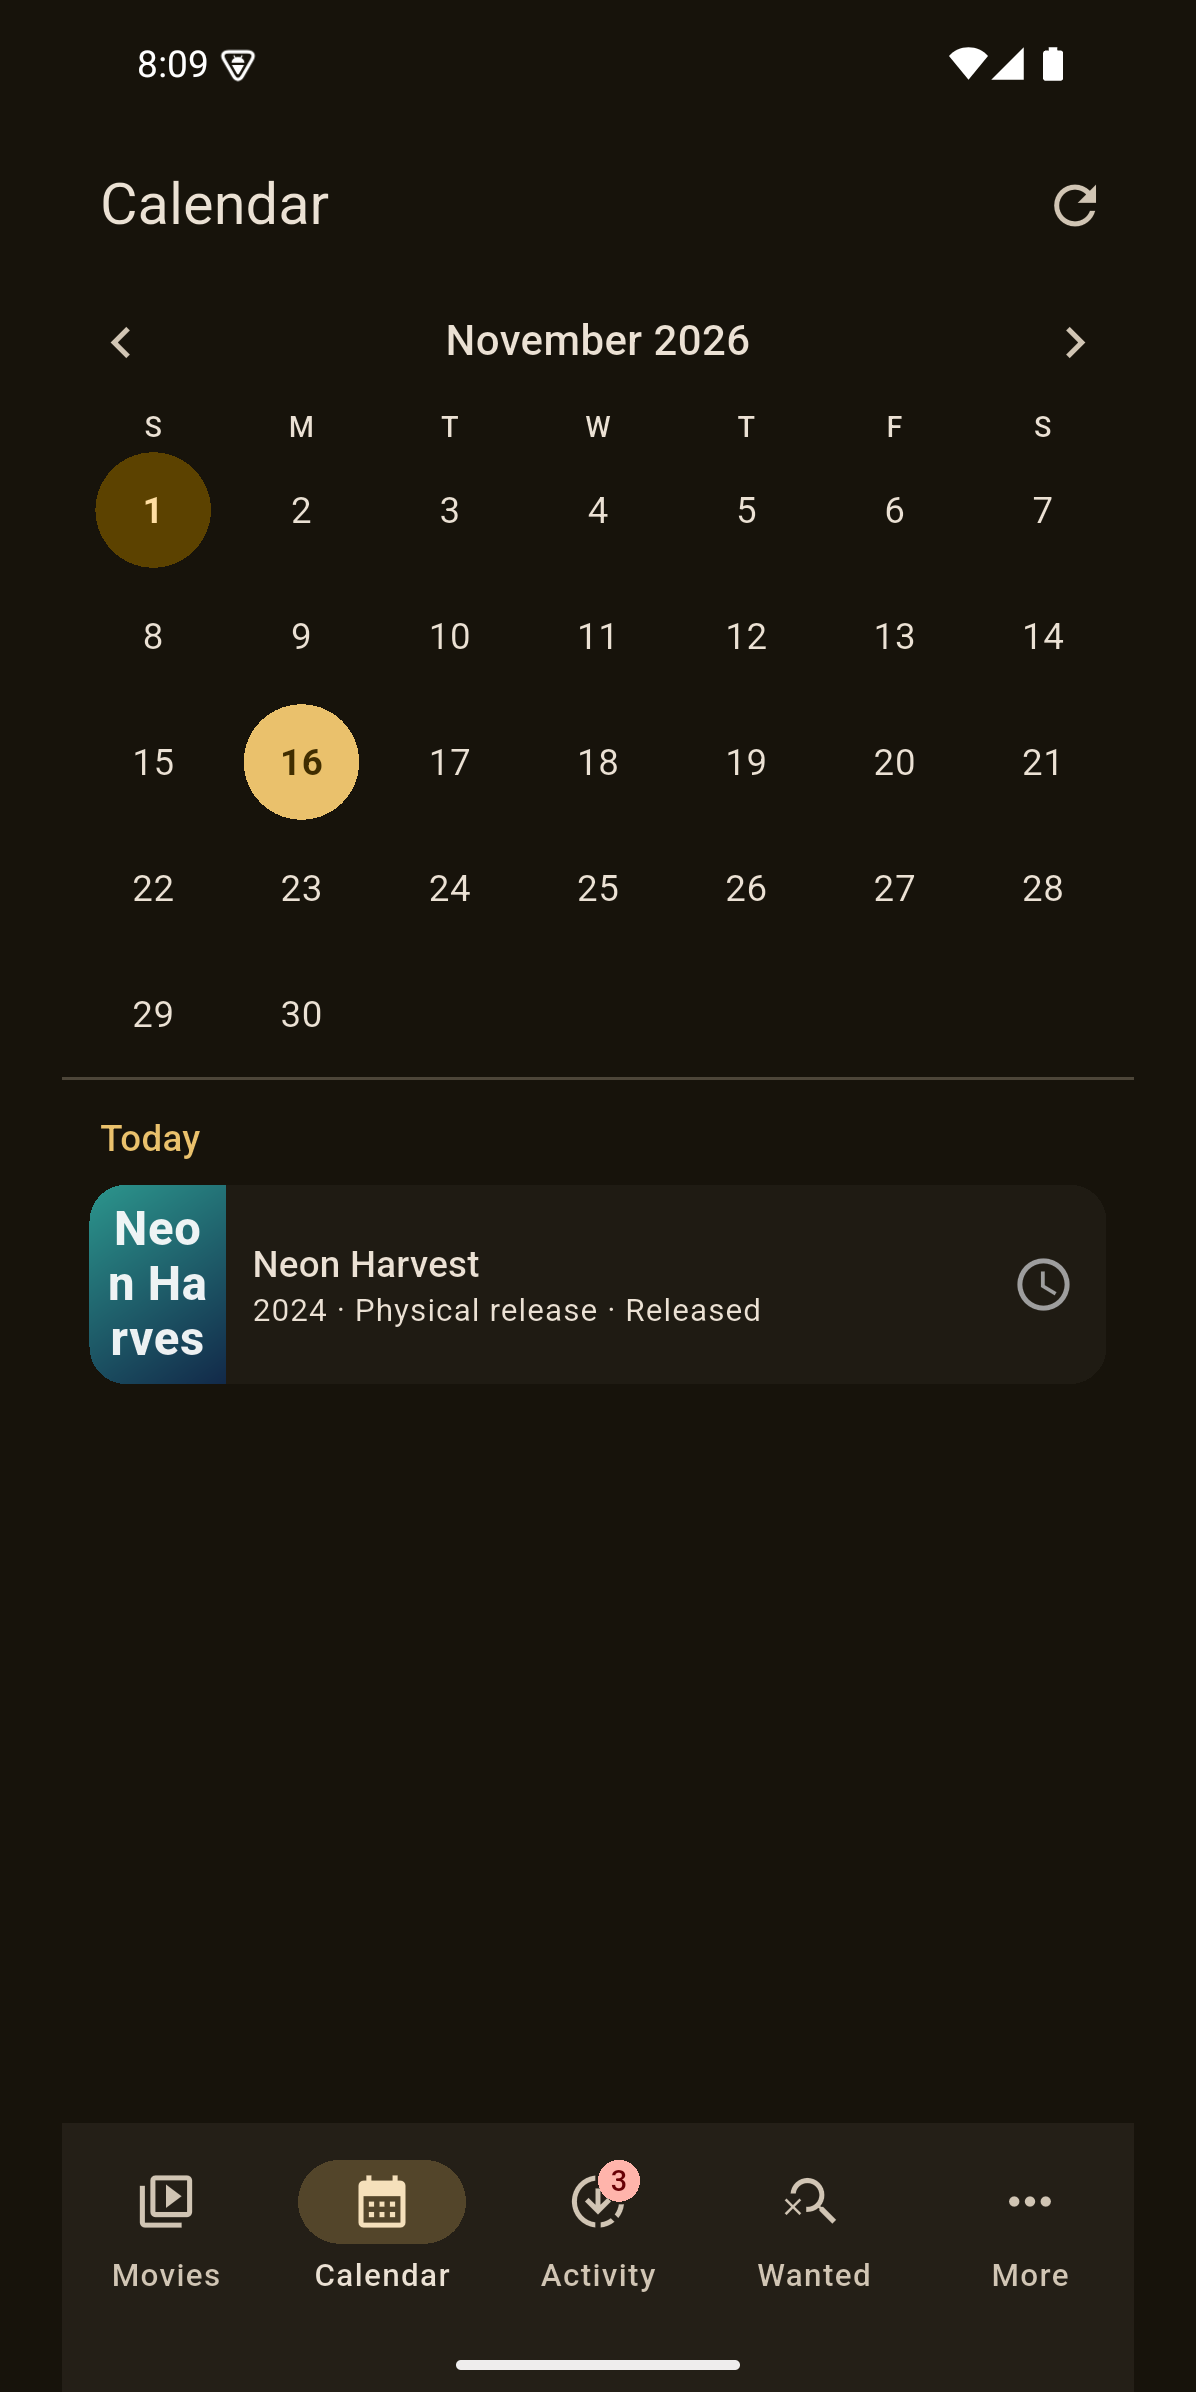 8:09
Calendar
November 2026
S M T W T F S
1 2 3 4 5 6 7
8 9 10 11 12 13 14
15 16 17 18 19 20 21
22 23 24 25 26 27 28
29 30
Today
Neo
n Ha
rves
Neon Harvest
2024 · Physical release · Released
3
Movies Calendar Activity Wanted More